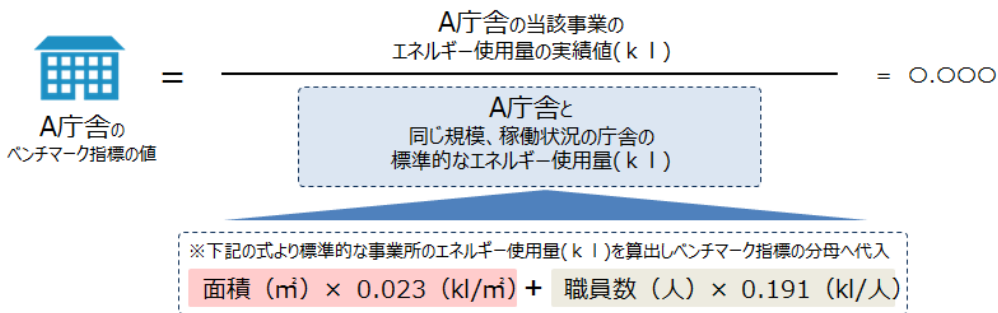 A庁舎の
ベンチマーク指標の値
=
A庁舎の当該事業の
エネルギー使用量の実績値(ｋｌ)
A庁舎と
同じ規模、稼働状況の庁舎の
標準的なエネルギー使用量(ｋｌ)
= 〇.〇〇〇
※下記の式より標準的な事業所のエネルギー使用量(ｋｌ)を算出しベンチマーク指標の分母へ代入
面積（㎡）× 0.023（kl/㎡）+ 職員数（人）× 0.191（kl/人）